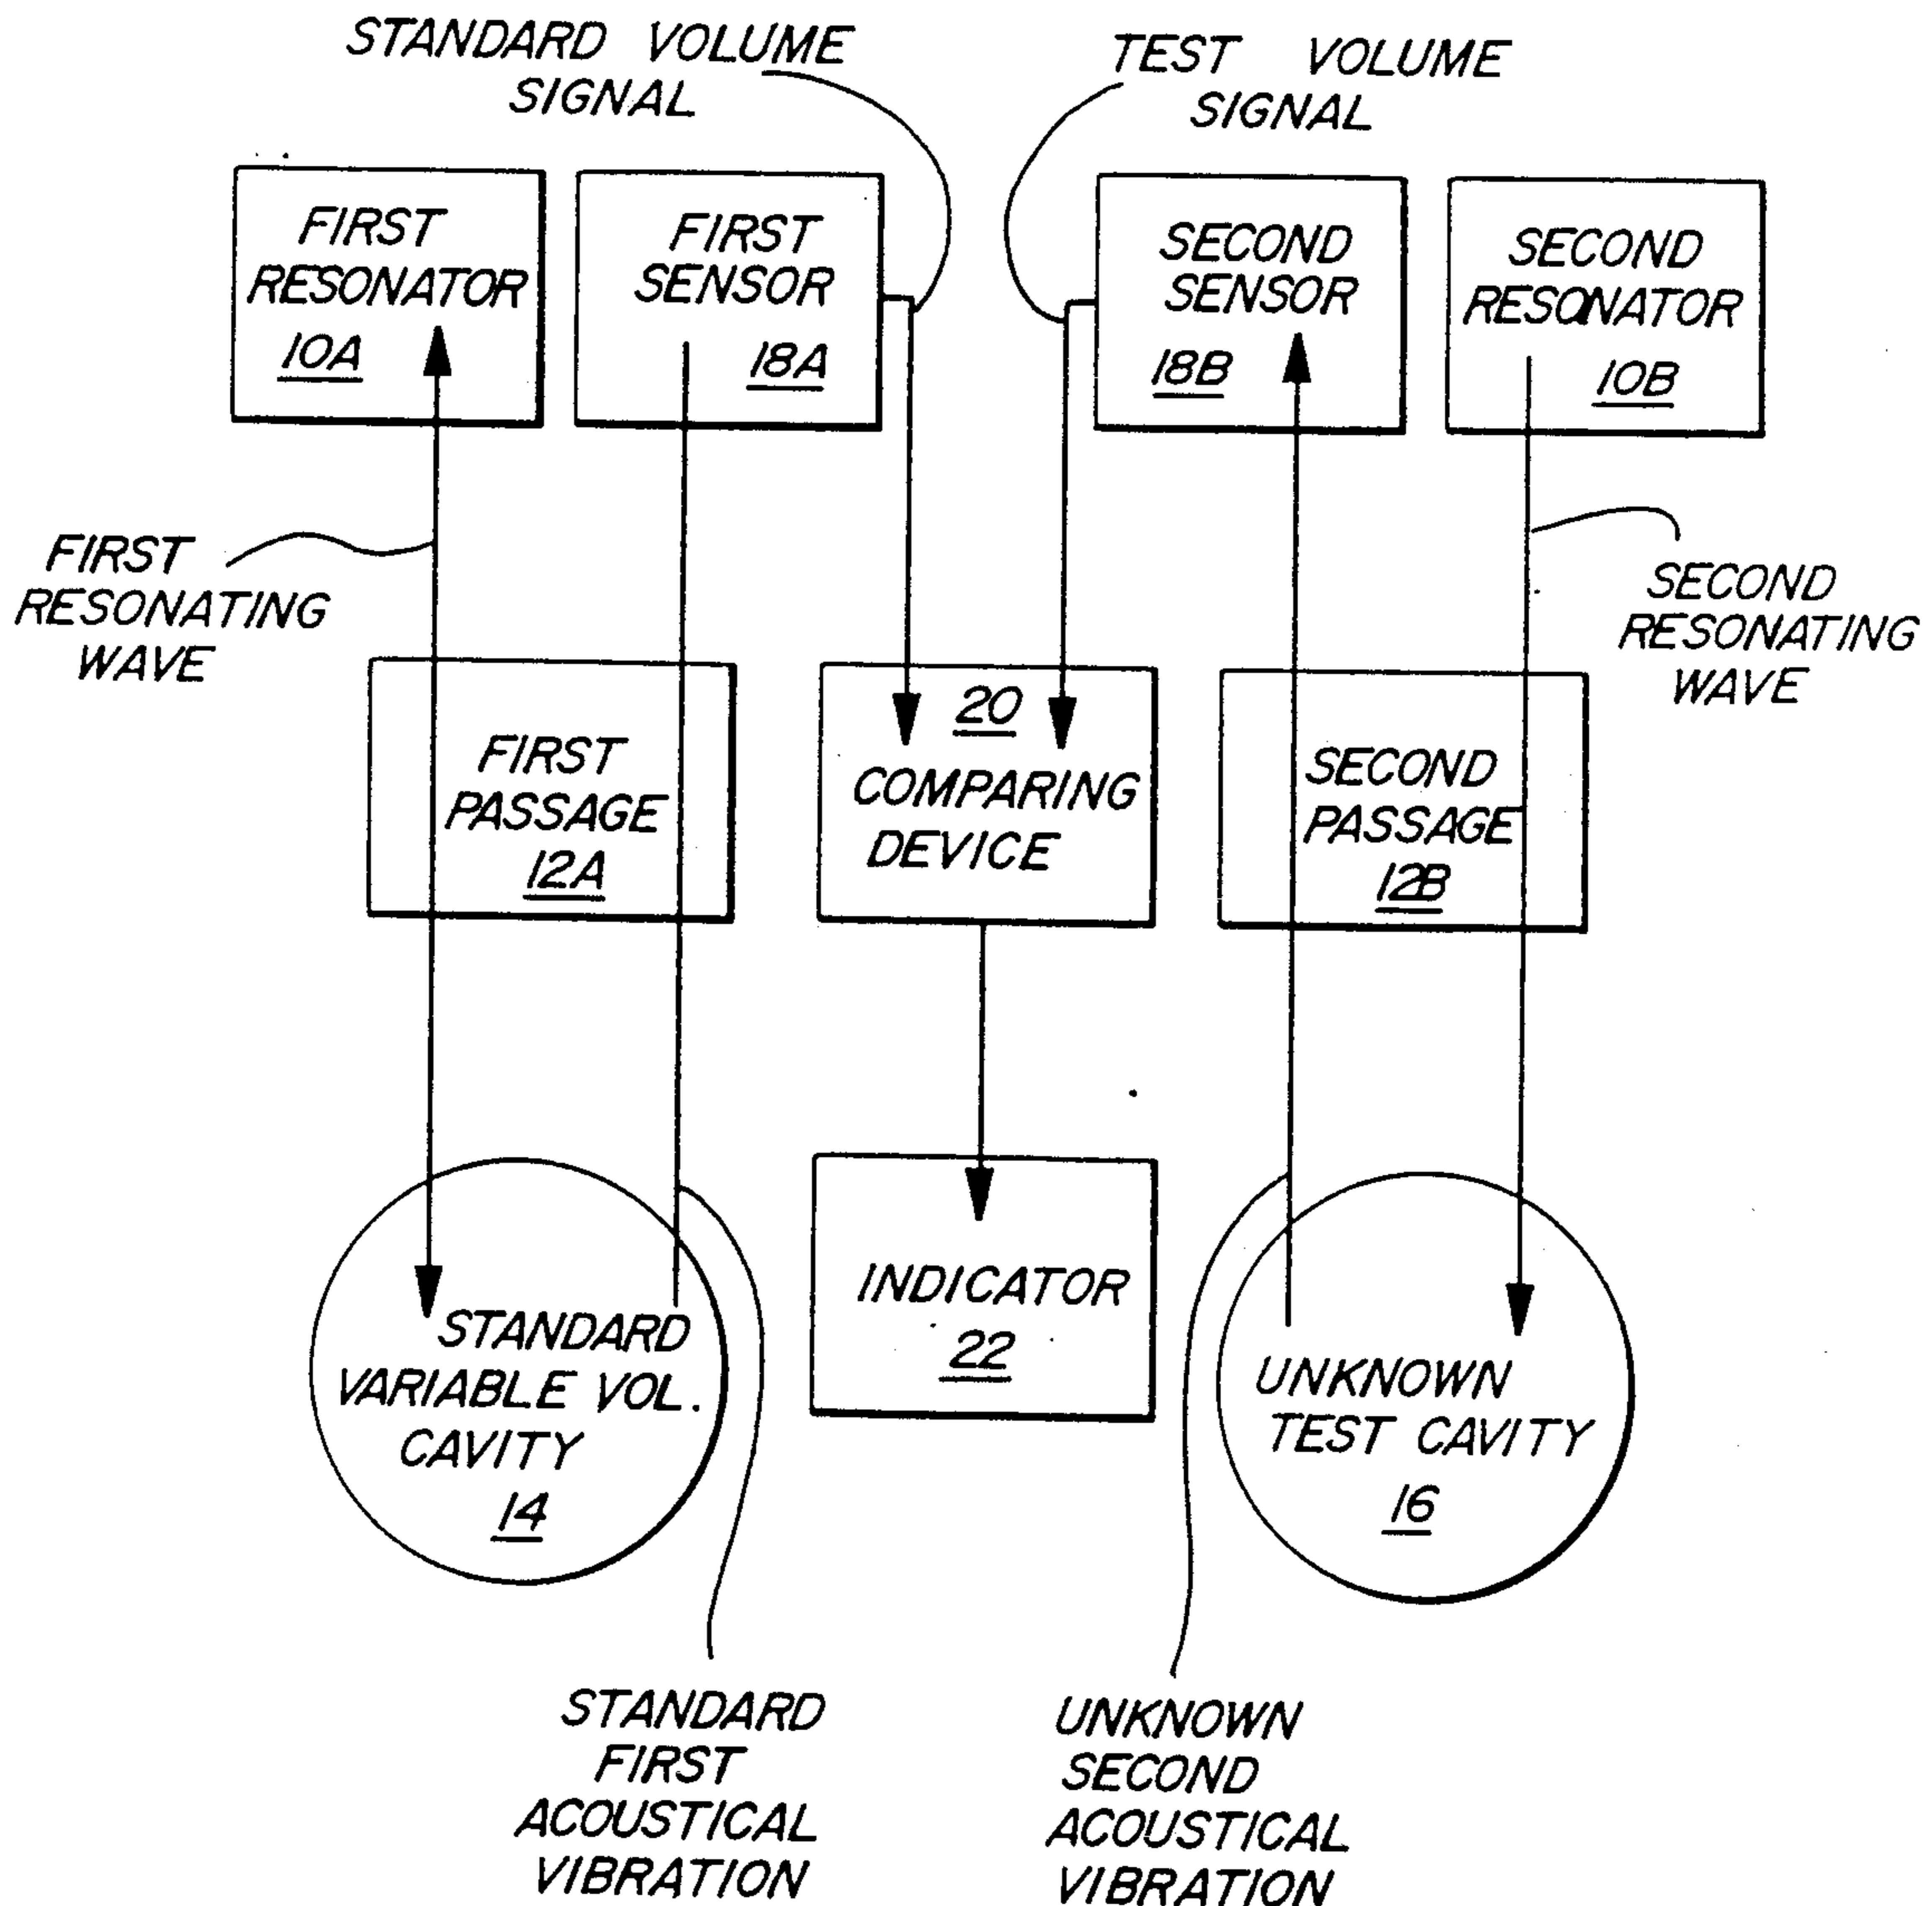 STANDARD VOLUME
SIGNAL
TEST VOLUME
SIGNAL
FIRST
RESONATOR
10A
FIRST
SENSOR
18A
SECOND
SENSOR
18B
SECOND
RESONATOR
10B
FIRST
RESONATING
WAVE
SECOND
RESONATING
WAVE
FIRST
PASSAGE
12A
20
COMPARING
DEVICE
SECOND
PASSAGE
12B
STANDARD
VARIABLE VOL.
CAVITY
14
INDICATOR
22
UNKNOWN
TEST CAVITY
16
STANDARD
FIRST
ACOUSTICAL
VIBRATION
UNKNOWN
SECOND
ACOUSTICAL
VIBRATION